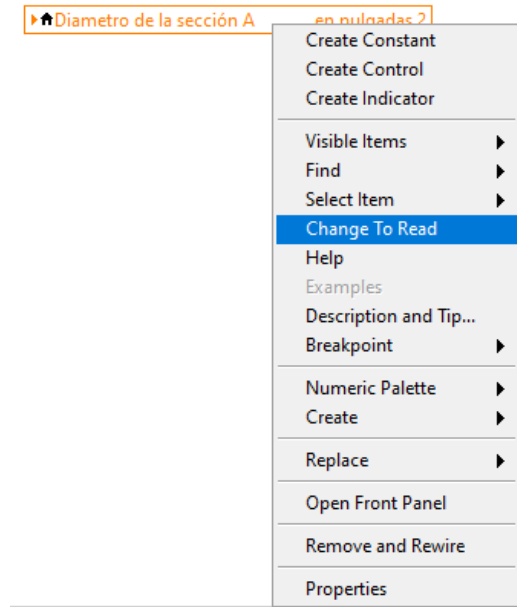 Diametro de la sección A en pulgadas 2
Create Constant
Create Control
Create Indicator
Visible Items
Find
Select Item
Change To Read
Help
Examples
Description and Tip...
Breakpoint
Numeric Palette
Create
Replace
Open Front Panel
Remove and Rewire
Properties